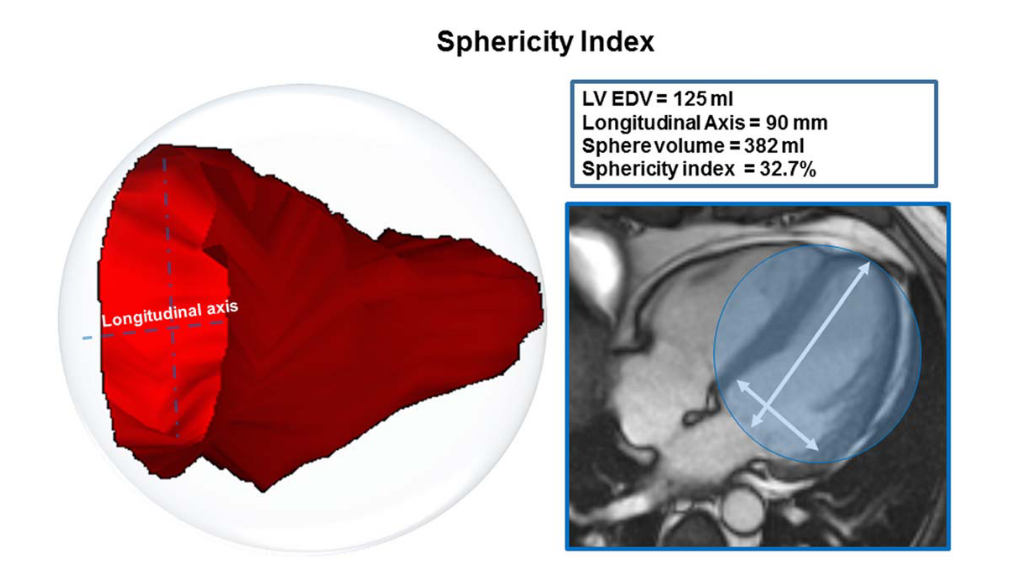 Sphericity Index
LV EDV = 125 ml
Longitudinal Axis = 90 mm
Sphere volume = 382 ml
Sphericity index = 32.7%
Longitudinal axis